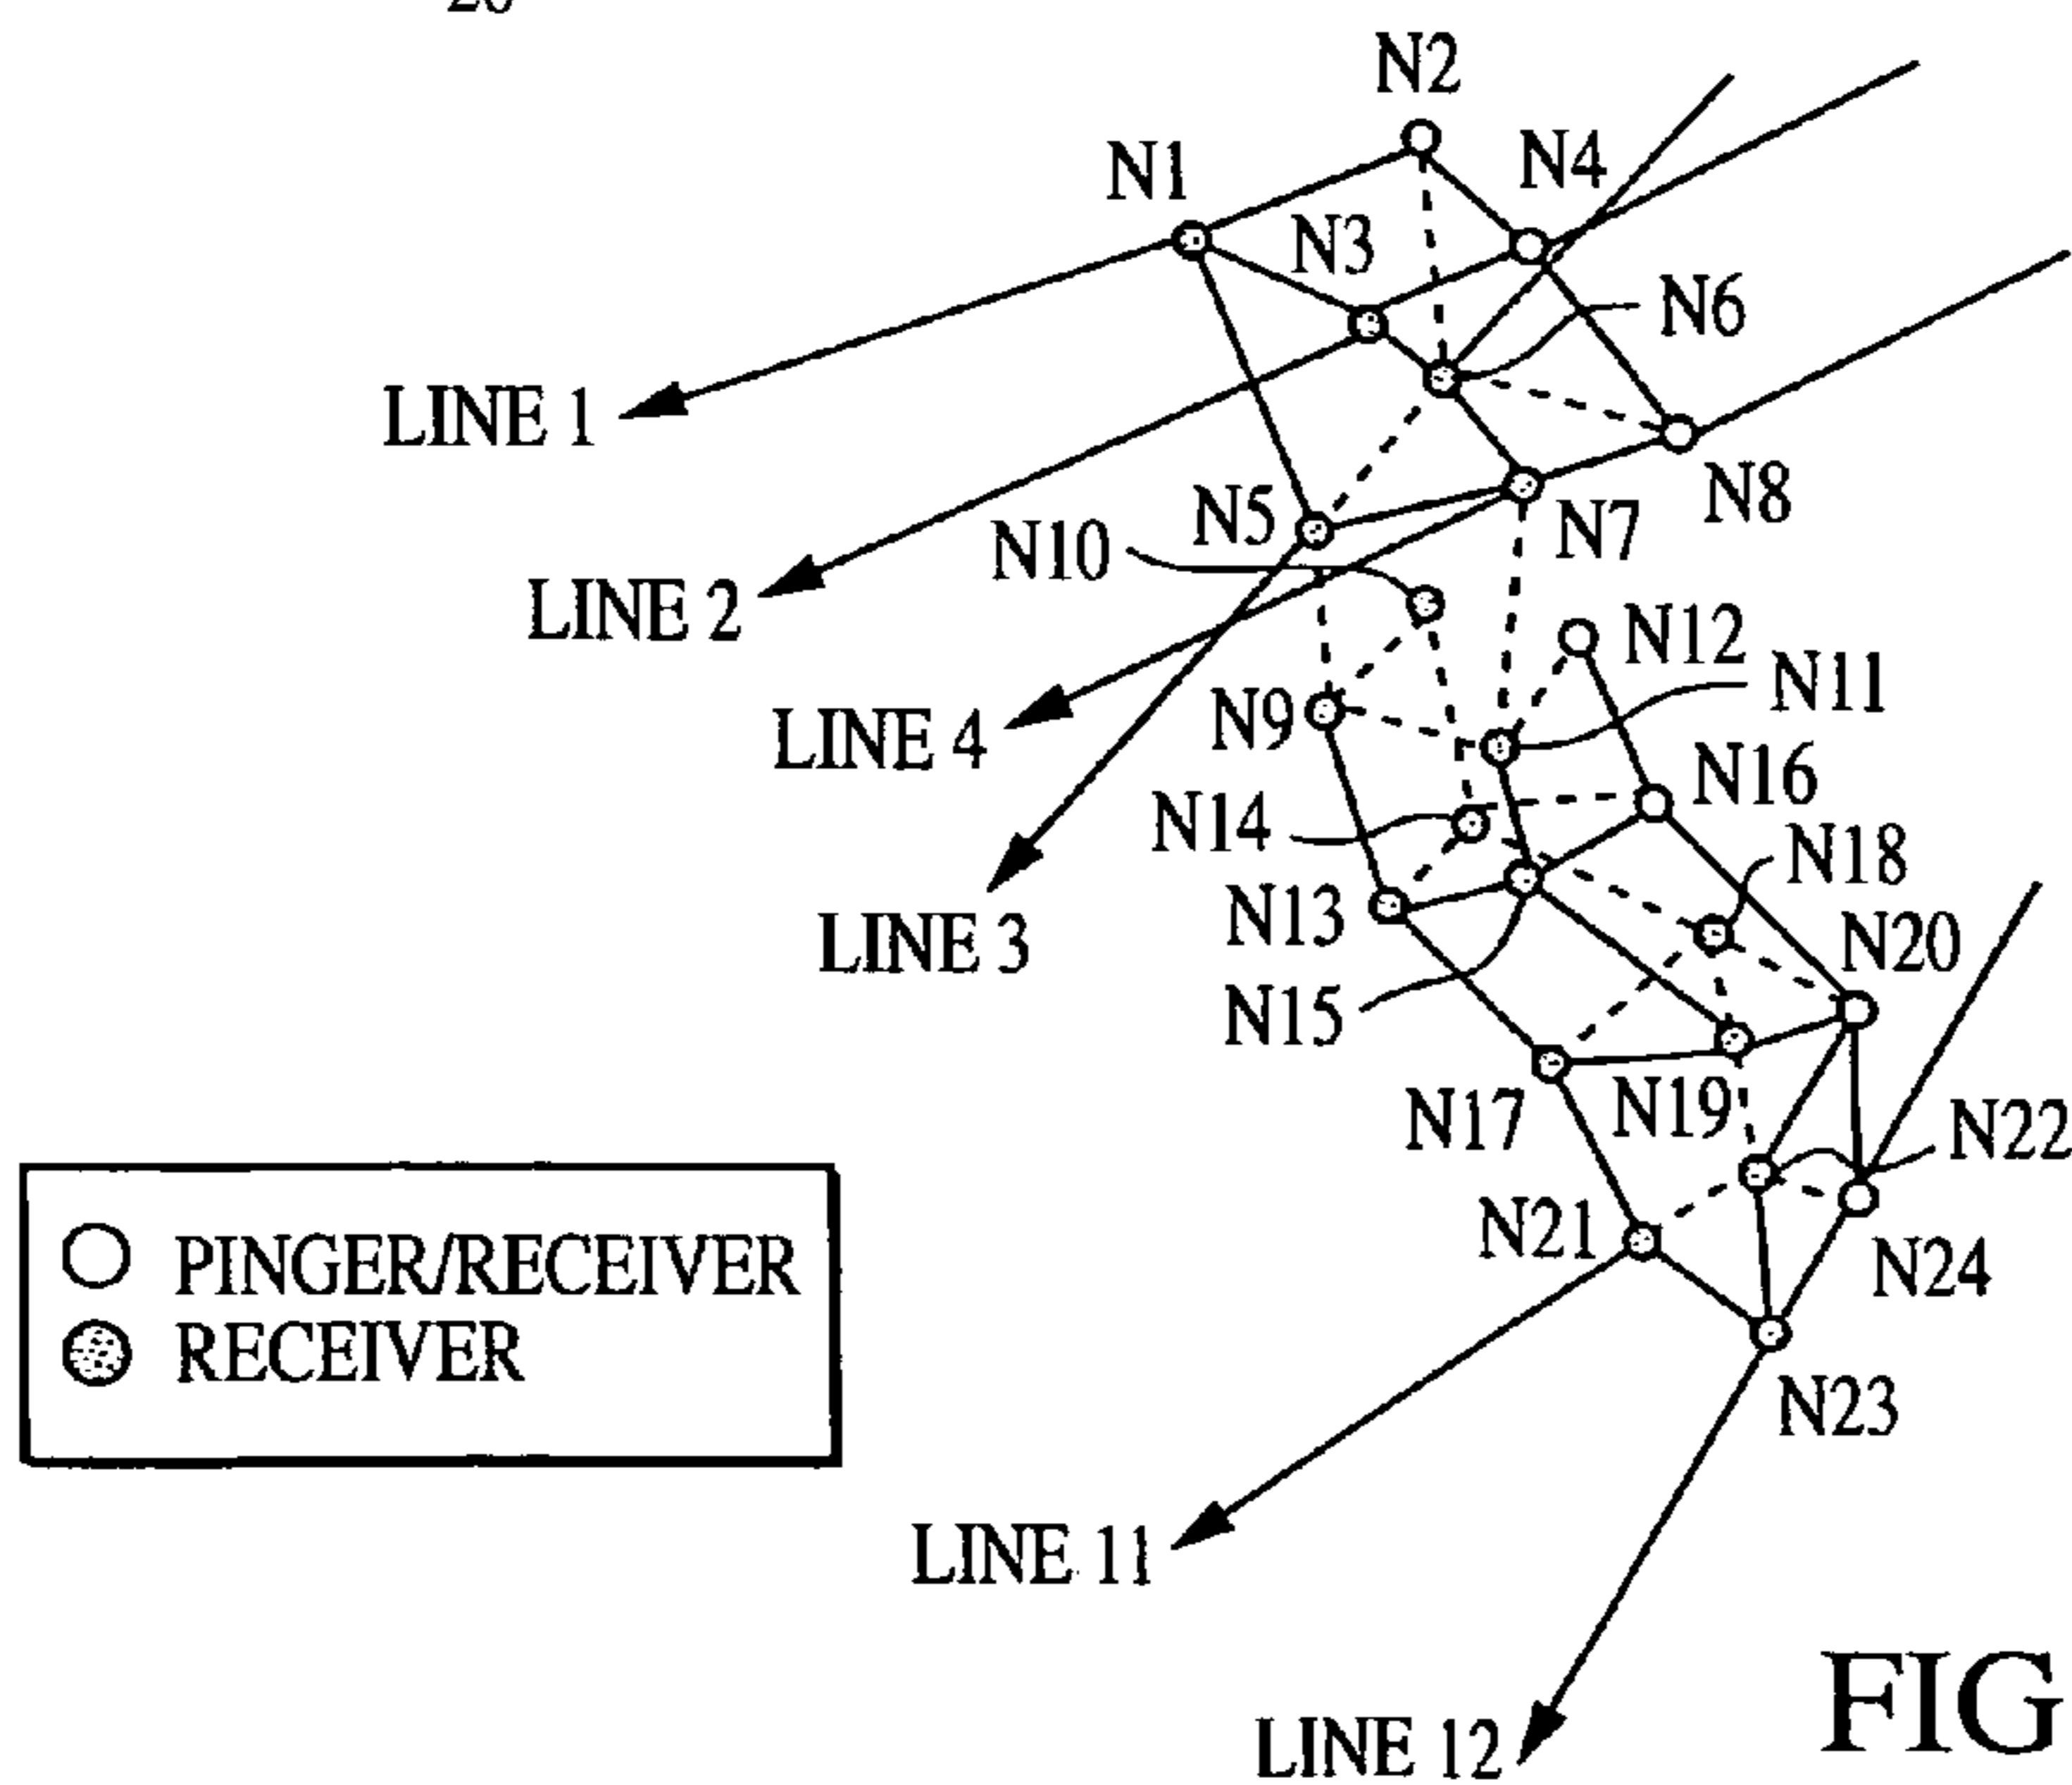 N2
N4
N1
N3
N6
LINE 1
N5
N8
N10
N7
LINE 2
N12
N11
N9
LINE 4
N16
N14
N18
N13
LINE 3
N20
N15
N17
N19
N22
N21
PINGER/RECEIVER
N24
RECEIVER
N23
LINE 11
FIG
LINE 12